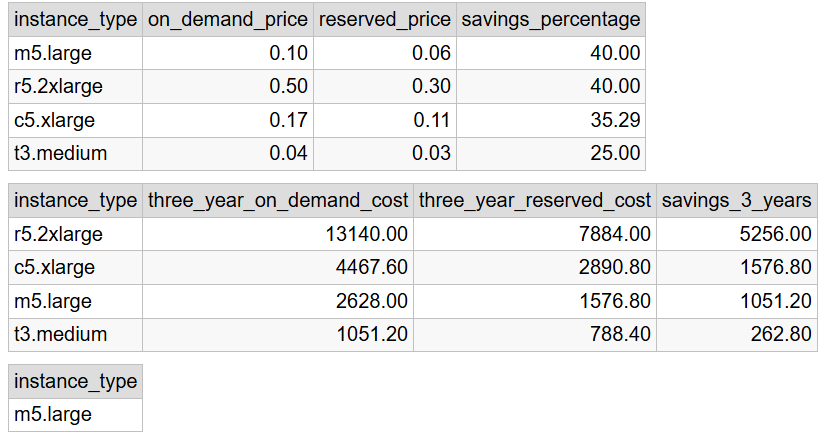 instance_type on_demand_price reserved_price savings_percentage
m5.large 0.10 0.06 40.00
r5.2xlarge 0.50 0.30 40.00
c5.xlarge 0.17 0.11 35.29
t3.medium 0.04 0.03 25.00
instance_type three_year_on_demand_cost three_year_reserved_cost savings_3_years
r5.2xlarge 13140.00 7884.00 5256.00
c5.xlarge 4467.60 2890.80 1576.80
m5.large 2628.00 1576.80 1051.20
t3.medium 1051.20 788.40 262.80
instance_type
m5.large